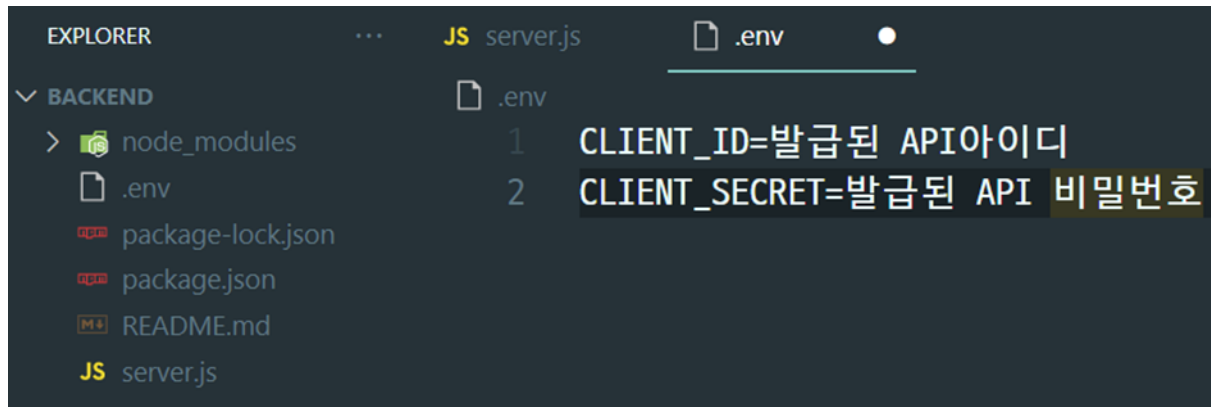 EXPLORER ...
JS server.js
.env
BACKEND
node_modules
.env
package-lock.json
package.json
README.md
JS server.js
.env
1 CLIENT_ID=발급된 API아이디
2 CLIENT_SECRET=발급된 API 비밀번호